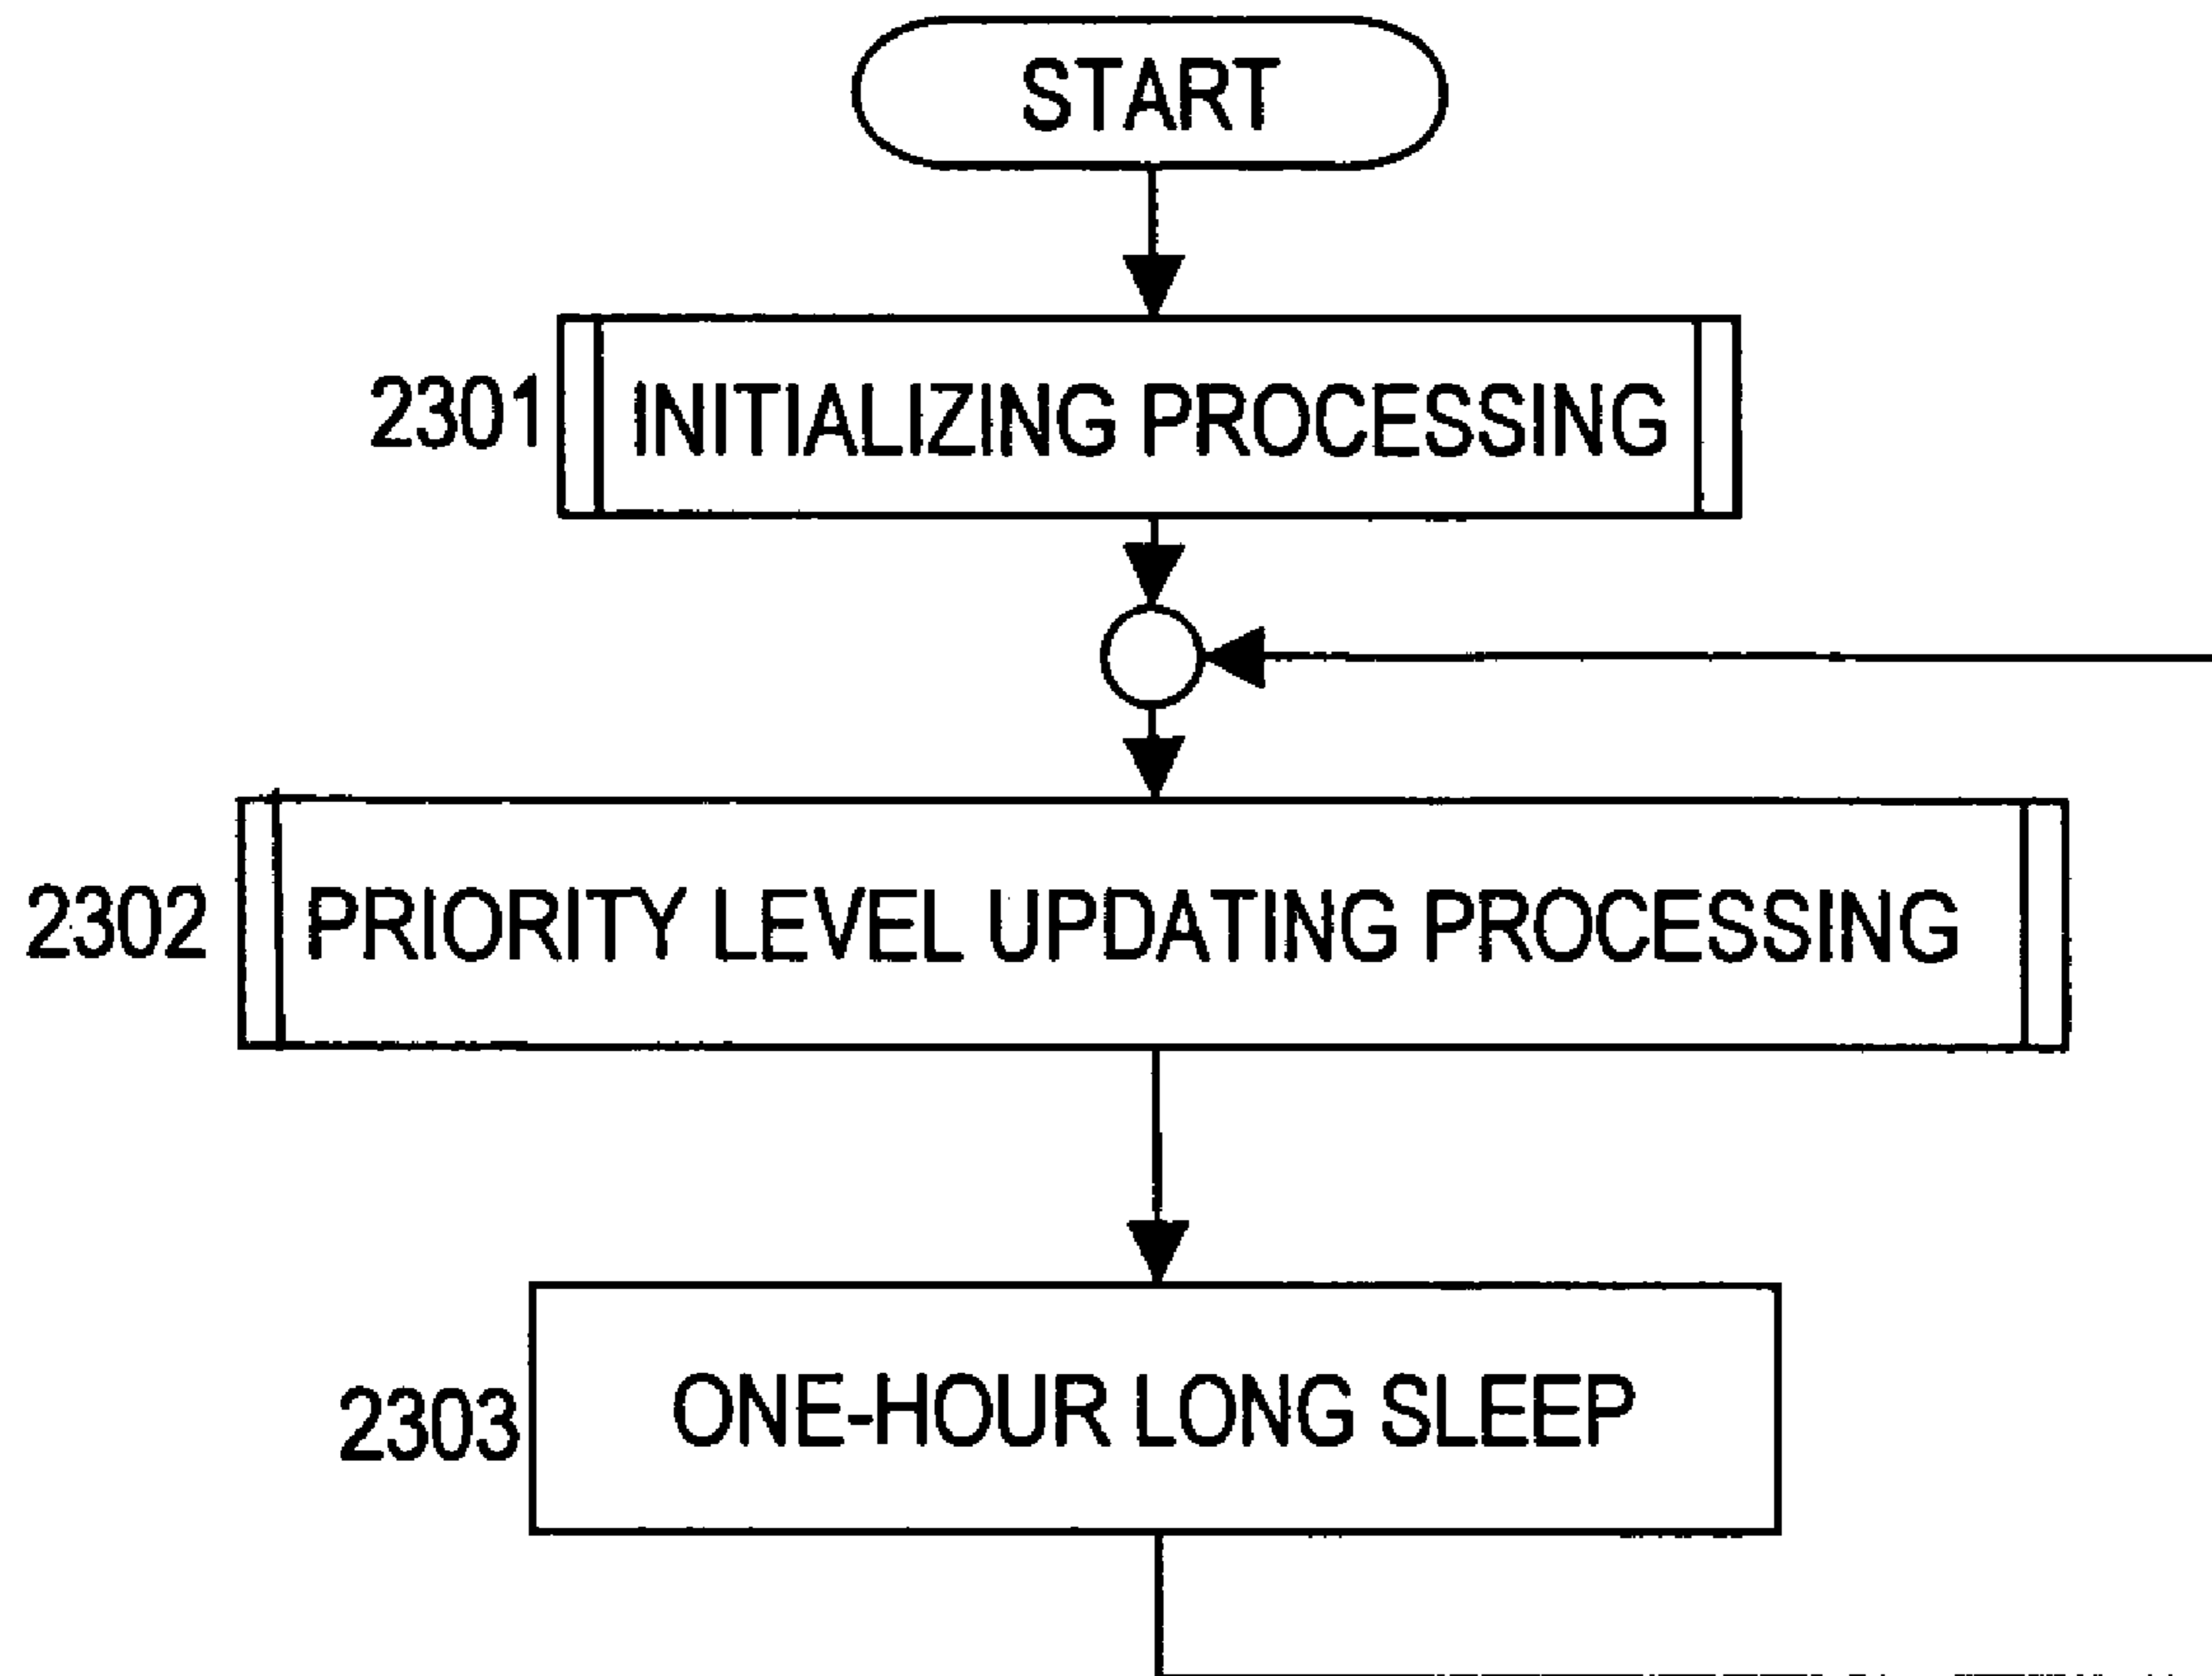 START
2301 INITIALIZING PROCESSING
2302 PRIORITY LEVEL UPDATING PROCESSING
2303 ONE-HOUR LONG SLEEP